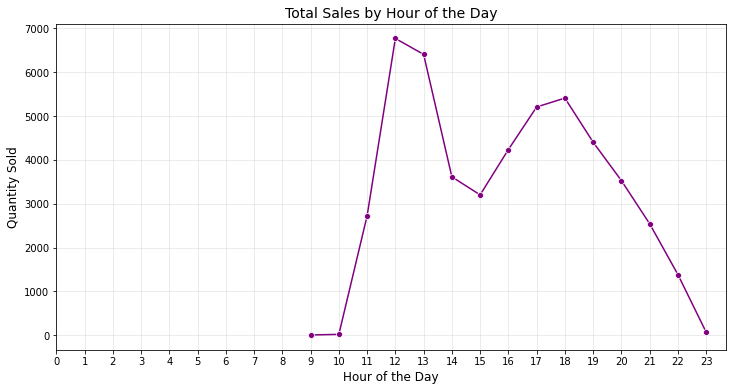 Total Sales by Hour of the Day
Quantity Sold
7000
6000
5000
4000
3000
2000
1000
0
0 1 2 3 4 5 6 7 8 9 10 11 12 13 14 15 16 17 18 19 20 21 22 23
Hour of the Day